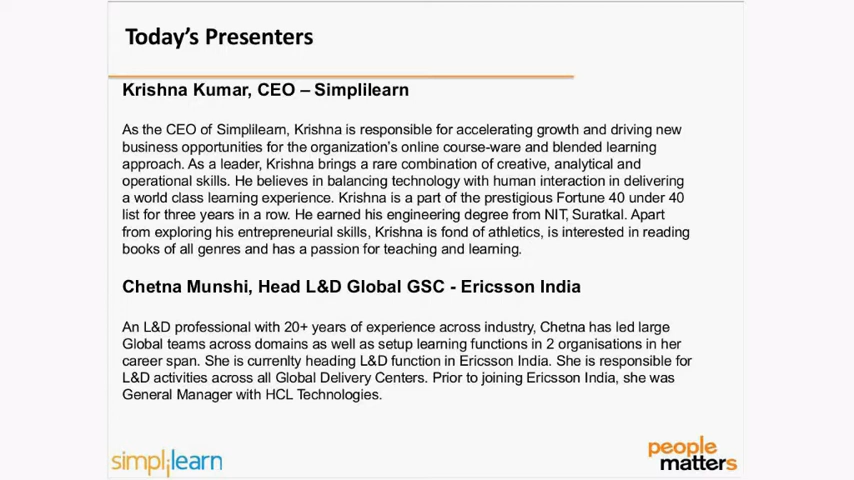 Today's Presenters
Krishna Kumar, CEO – Simplilearn
As the CEO of Simplilearn, Krishna is responsible for accelerating growth and driving new
business opportunities for the organization's online course-ware and blended learning
approach. As a leader, Krishna brings a rare combination of creative, analytical and
operational skills. He believes in balancing technology with human interaction in delivering
a world class learning experience. Krishna is a part of the prestigious Fortune 40 under 40
list for three years in a row. He earned his engineering degree from NIT, Suratkal. Apart
from exploring his entrepreneurial skills, Krishna is fond of athletics, is interested in reading
books of all genres and has a passion for teaching and learning.
Chetna Munshi, Head L&D Global GSC - Ericsson India
An L&D professional with 20+ years of experience across industry, Chetna has led large
Global teams across domains as well as setup learning functions in 2 organisations in her
career span. She is currenlty heading L&D function in Ericsson India. She is responsible for
L&D activities across all Global Delivery Centers. Prior to joining Ericsson India, she was
General Manager with HCL Technologies.
simplilearn
people
matters